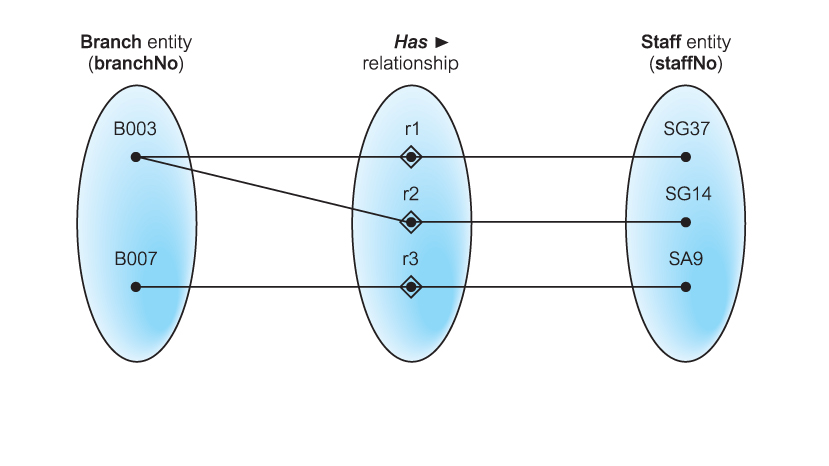 Branch entity
(branchNo)
Has ►
relationship
Staff entity
(staffNo)
B003
r1
SG37
r2
SG14
B007
r3
SA9